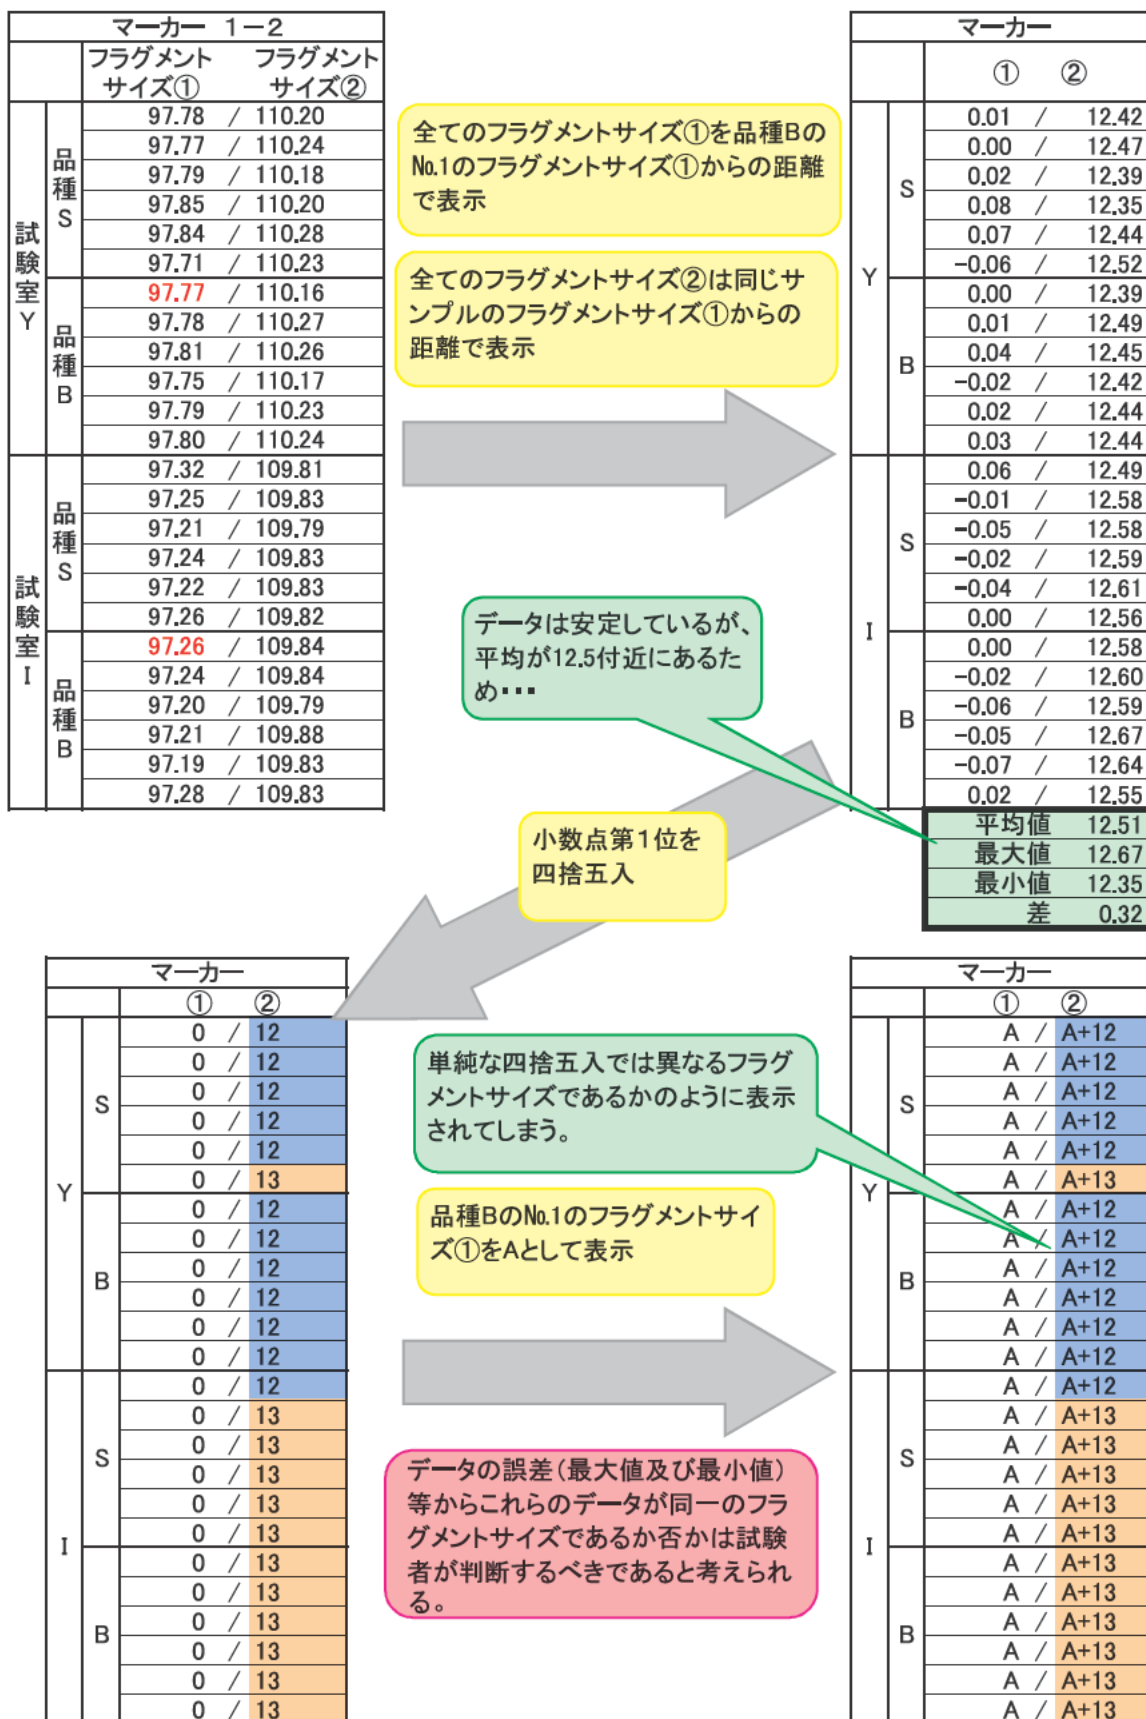 マーカー 1－2
フラグメント フラグメント
サイズ① サイズ②
試験室Y
品種S
97.78 / 110.20
97.77 / 110.24
97.79 / 110.18
97.85 / 110.20
97.84 / 110.28
97.71 / 110.23
品種B
97.77 / 110.16
97.78 / 110.27
97.81 / 110.26
97.75 / 110.17
97.79 / 110.23
97.80 / 110.24
試験室I
品種S
97.32 / 109.81
97.25 / 109.83
97.21 / 109.79
97.24 / 109.83
97.22 / 109.83
97.26 / 109.82
品種B
97.26 / 109.84
97.24 / 109.84
97.20 / 109.79
97.21 / 109.88
97.19 / 109.83
97.28 / 109.83
全てのフラグメントサイズ①を品種Bの
№1のフラグメントサイズ①からの距離
で表示
全てのフラグメントサイズ②は同じサ
ンプルのフラグメントサイズ①からの
距離で表示
マーカー
① ②
Y
S
0.01 / 12.42
0.00 / 12.47
0.02 / 12.39
0.08 / 12.35
0.07 / 12.44
-0.06 / 12.52
B
0.00 / 12.39
0.01 / 12.49
0.04 / 12.45
-0.02 / 12.42
0.02 / 12.44
0.03 / 12.44
I
S
0.06 / 12.49
-0.01 / 12.58
-0.05 / 12.58
-0.02 / 12.59
-0.04 / 12.61
0.00 / 12.56
B
0.00 / 12.58
-0.02 / 12.60
-0.06 / 12.59
-0.05 / 12.67
-0.07 / 12.64
0.02 / 12.55
平均値 12.51
最大値 12.67
最小値 12.35
差 0.32
データは安定しているが、
平均が12.5付近にあるた
め▪▪▪
小数点第1位を
四捨五入
マーカー
① ②
Y
S
0 / 12
0 / 12
0 / 12
0 / 12
0 / 12
0 / 13
B
0 / 12
0 / 12
0 / 12
0 / 12
0 / 12
0 / 12
I
S
0 / 12
0 / 13
0 / 13
0 / 13
0 / 13
0 / 13
B
0 / 13
0 / 13
0 / 13
0 / 13
0 / 13
0 / 13
単純な四捨五入では異なるフラグ
メントサイズであるかのように表示
されてしまう。
品種Bの№1のフラグメントサイ
ズ①をAとして表示
データの誤差（最大値及び最小値）
等からこれらのデータが同一のフラ
グメントサイズであるか否かは試験
者が判断するべきであると考えられ
る。
マーカー
① ②
Y
S
A / A+12
A / A+12
A / A+12
A / A+12
A / A+12
A / A+13
B
A / A+12
A / A+12
A / A+12
A / A+12
A / A+12
A / A+12
I
S
A / A+12
A / A+13
A / A+13
A / A+13
A / A+13
A / A+13
B
A / A+13
A / A+13
A / A+13
A / A+13
A / A+13
A / A+13